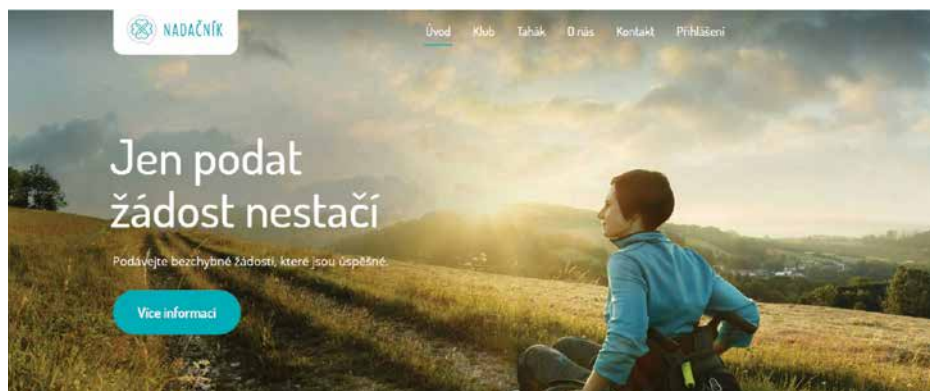 NADAČNÍK
Úvod Klub Tahák O nás Kontakt Přihlášení
Jen podat
žádost nestačí
Podávejte bezchybné žádosti, které jsou úspěšné.
Více informací